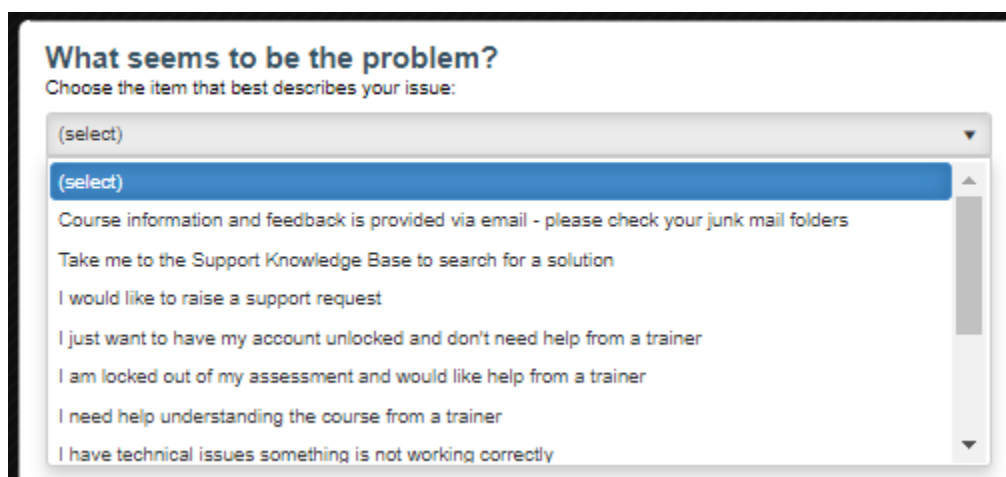 What seems to be the problem?
Choose the item that best describes your issue:
(select)
(select)
Course information and feedback is provided via email - please check your junk mail folders
Take me to the Support Knowledge Base to search for a solution
I would like to raise a support request
I just want to have my account unlocked and don't need help from a trainer
I am locked out of my assessment and would like help from a trainer
I need help understanding the course from a trainer
I have technical issues something is not working correctly